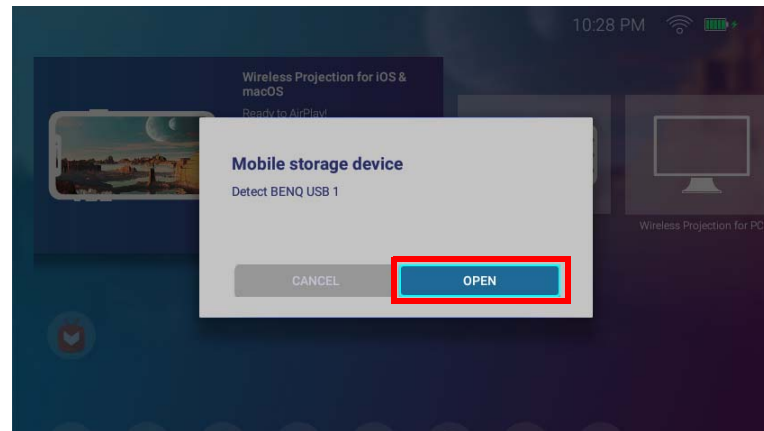 10:28 PM
Wireless Projection for iOS &
macOS
Ready to AirPlay!
Mobile storage device
Detect BENQ USB 1
Wireless Projection for PC
CANCEL
OPEN